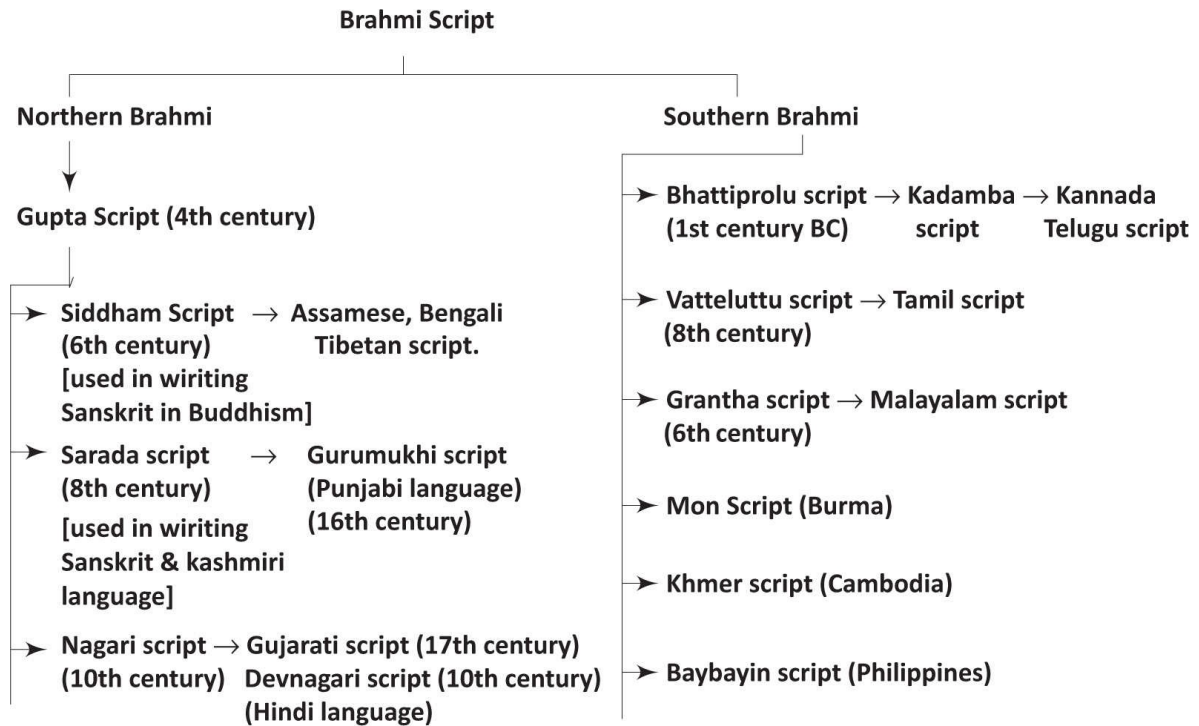 Brahmi Script
Northern Brahmi
Gupta Script (4th century)
Siddham Script → Assamese, Bengali
(6th century) Tibetan script.
[used in wiriting
Sanskrit in Buddhism]
Sarada script → Gurumukhi script
(8th century) (Punjabi language)
(16th century)
[used in wiriting
Sanskrit & kashmiri
language]
Nagari script → Gujarati script (17th century)
(10th century) Devnagari script (10th century)
(Hindi language)
Southern Brahmi
Bhattiprolu script → Kadamba → Kannada
(1st century BC) script Telugu script
Vatteluttu script → Tamil script
(8th century)
Grantha script → Malayalam script
(6th century)
Mon Script (Burma)
Khmer script (Cambodia)
Baybayin script (Philippines)